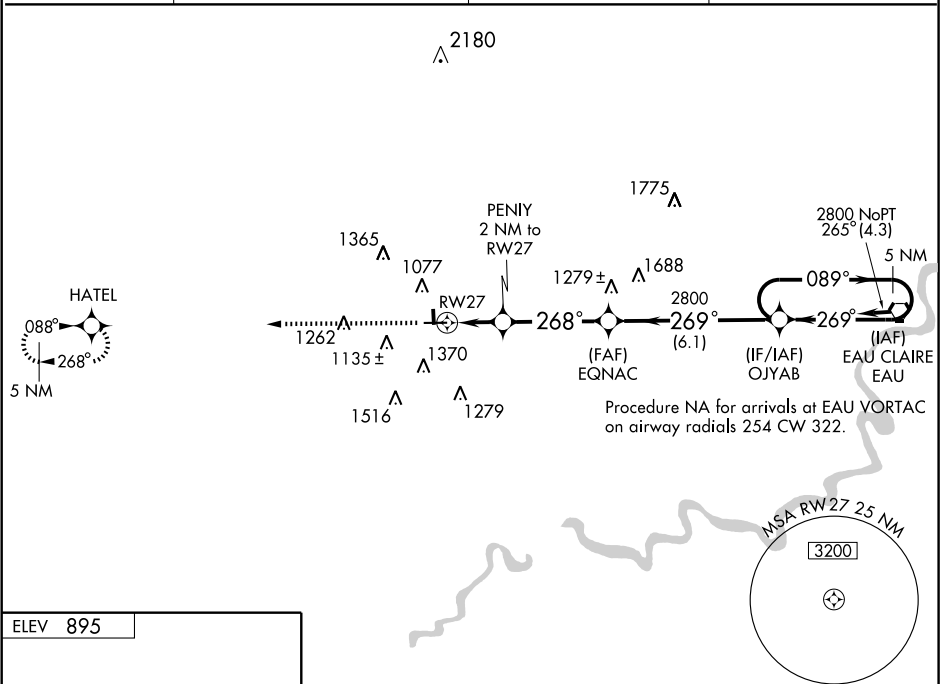 2180
1775
PENIY
2 NM to
RW27
2800 NoPT
265° (4.3)
5 NM
1365
1077
1279 ±
1688
089°
HATEL
RW27
2800
088°
268°
269°
269°
(6.1)
1262
1135 ±
1370
268°
5 NM
(FAF)
EQNAC
(IF/IAF)
OJYAB
(IAF)
EAU CLAIRE
EAU
1516
1279
Procedure NA for arrivals at EAU VORTAC
on airway radials 254 CW 322.
MSA RW27 25 NM
3200
ELEV 895